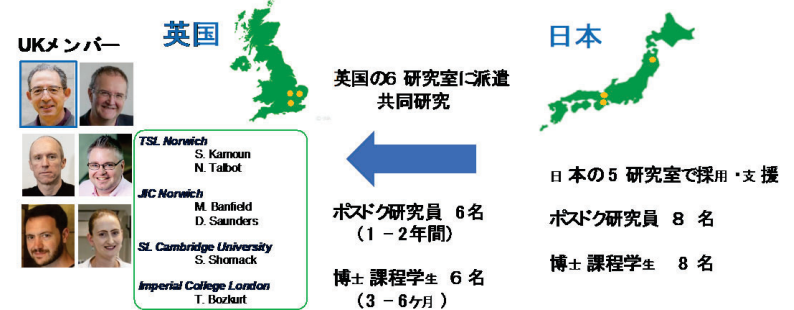 UKメンバー
英国
日本
英国の6 研究室に派遣
共同研究
TSL Norwich
S. Kamoun
N. Talbot
JIC Norwich
M. Banfield
D. Saunders
SL Cambridge University
S. Shornack
Imperial College London
T. Bozkurt
ポスドク研究員 6名
(1 −2年間)
博士 課程学生 6 名
(3 −6ケ月 )
日 本の5 研究室で採用・支 援
ポスドク研究員 8 名
博士 課程学生 8 名